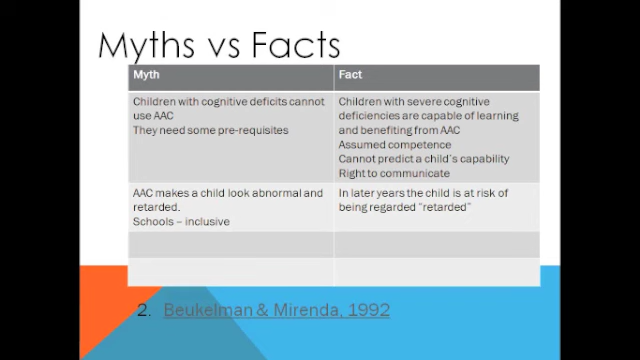 Myths vs Facts
Myth
Fact
Children with cognitive deficits cannot
use AAC
They need some pre-requisites
Children with severe cognitive
deficiencies are capable of learning
and benefiting from AAC
Assumed competence
Cannot predict a child's capability
Right to communicate
AAC makes a child look abnormal and
retarded.
Schools – inclusive
In later years the child is at risk of
being regarded "retarded"
2. Beukelman & Mirenda, 1992